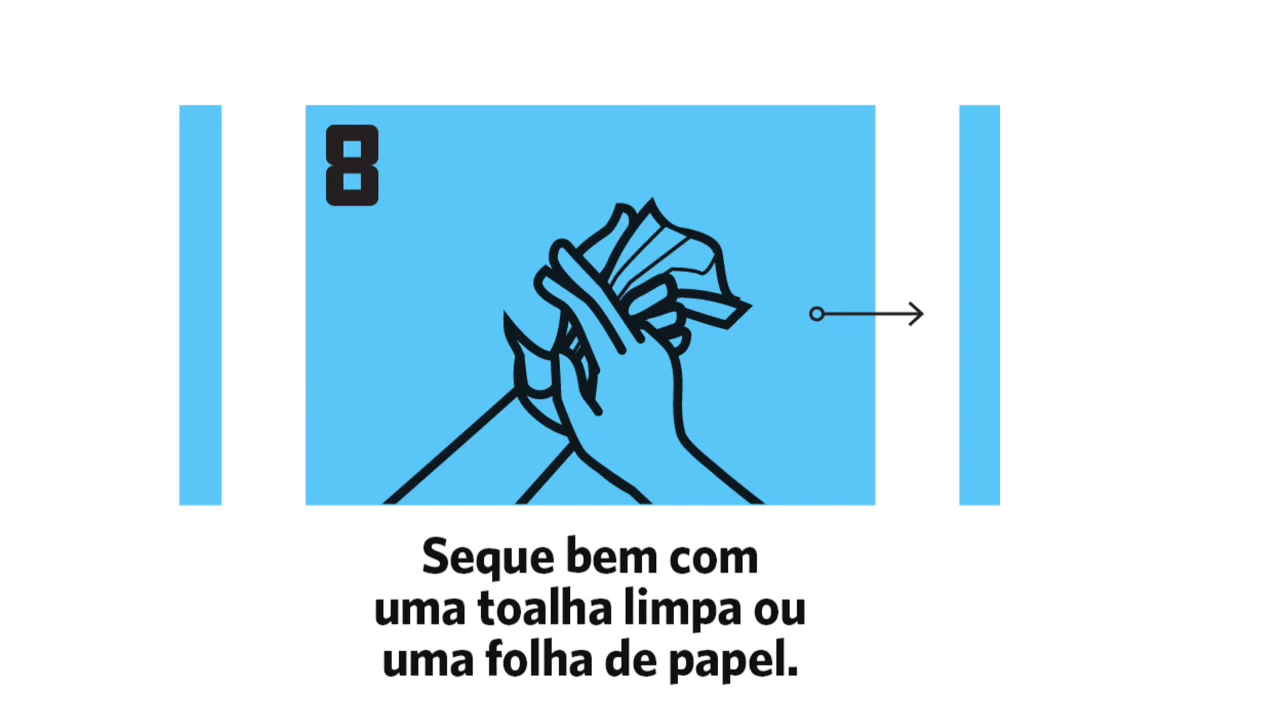 8
Seque bem com
uma toalha limpa ou
uma folha de papel.